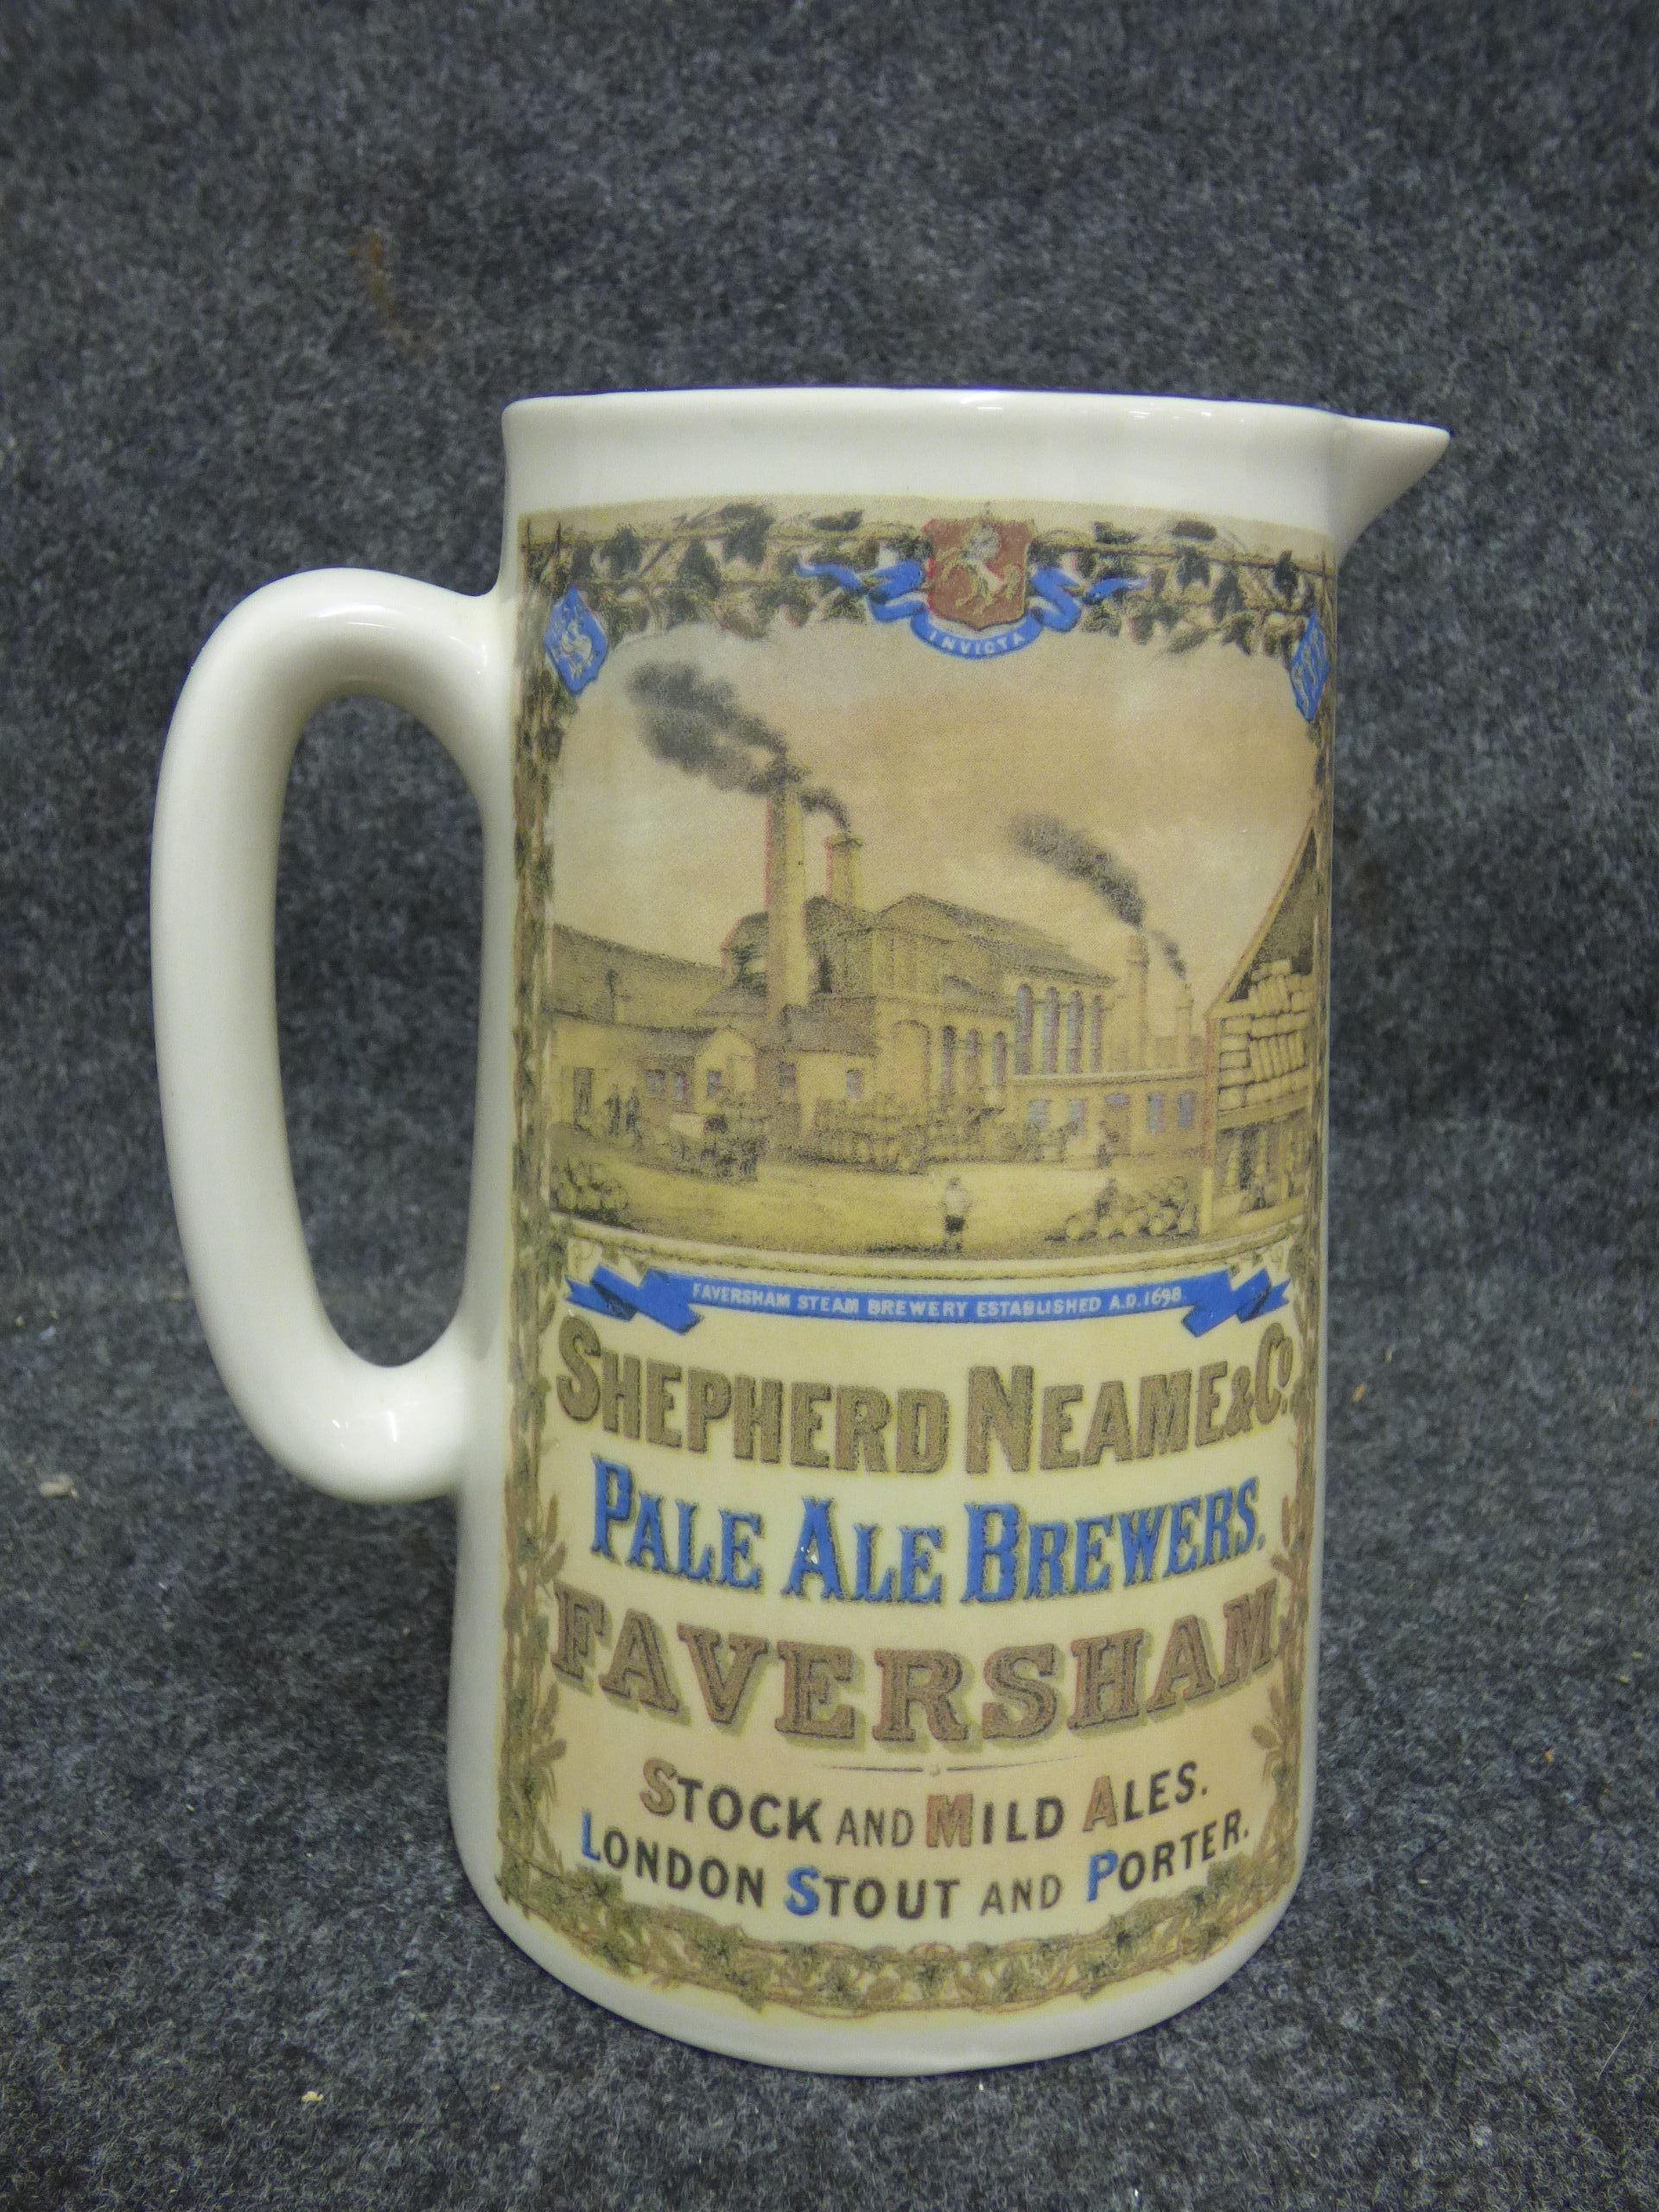 INVICTA
FAVERSHAM STEAM BREWERY ESTABLISHED A.D. 1698
SHEPHERD NEAME & Co.
PALE ALE BREWERS.
FAVERSHAM
STOCK AND MILD ALES.
LONDON STOUT AND PORTER.